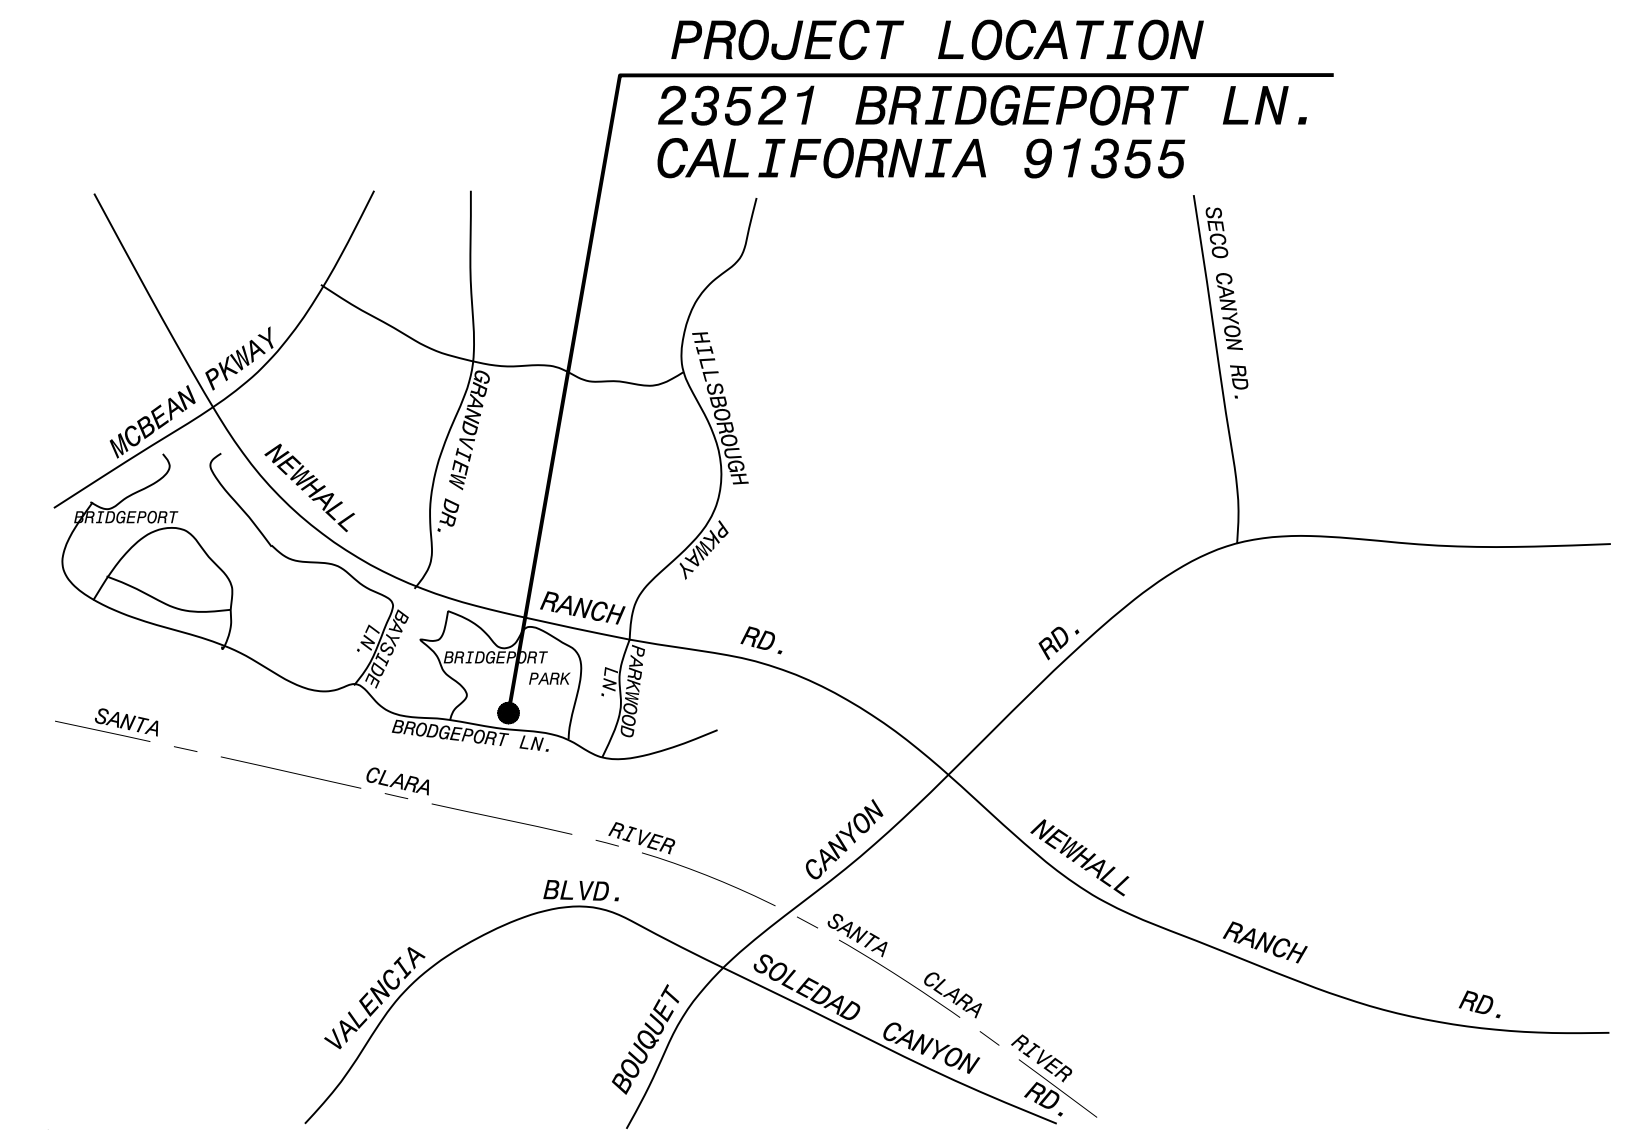 PROJECT LOCATION
23521 BRIDGEPORT LN.
CALIFORNIA 91355
SECO CANYON RD.
MCBEAN PKWAY
HILLSBOROUGH
PKWAY
GRANDVIEW DR.
NEWHALL
RANCH
RD.
BRIDGEPORT
BAYSIDE
LN.
BRIDGEPORT
PARK
PARKWOOD
LN.
BRODGEPORT LN.
RD.
CANYON
BOUQUET
SANTA
CLARA
RIVER
NEWHALL
RANCH
RD.
VALENCIA
BLVD.
SOLEDAD CANYON
RD.
SANTA
CLARA
RIVER